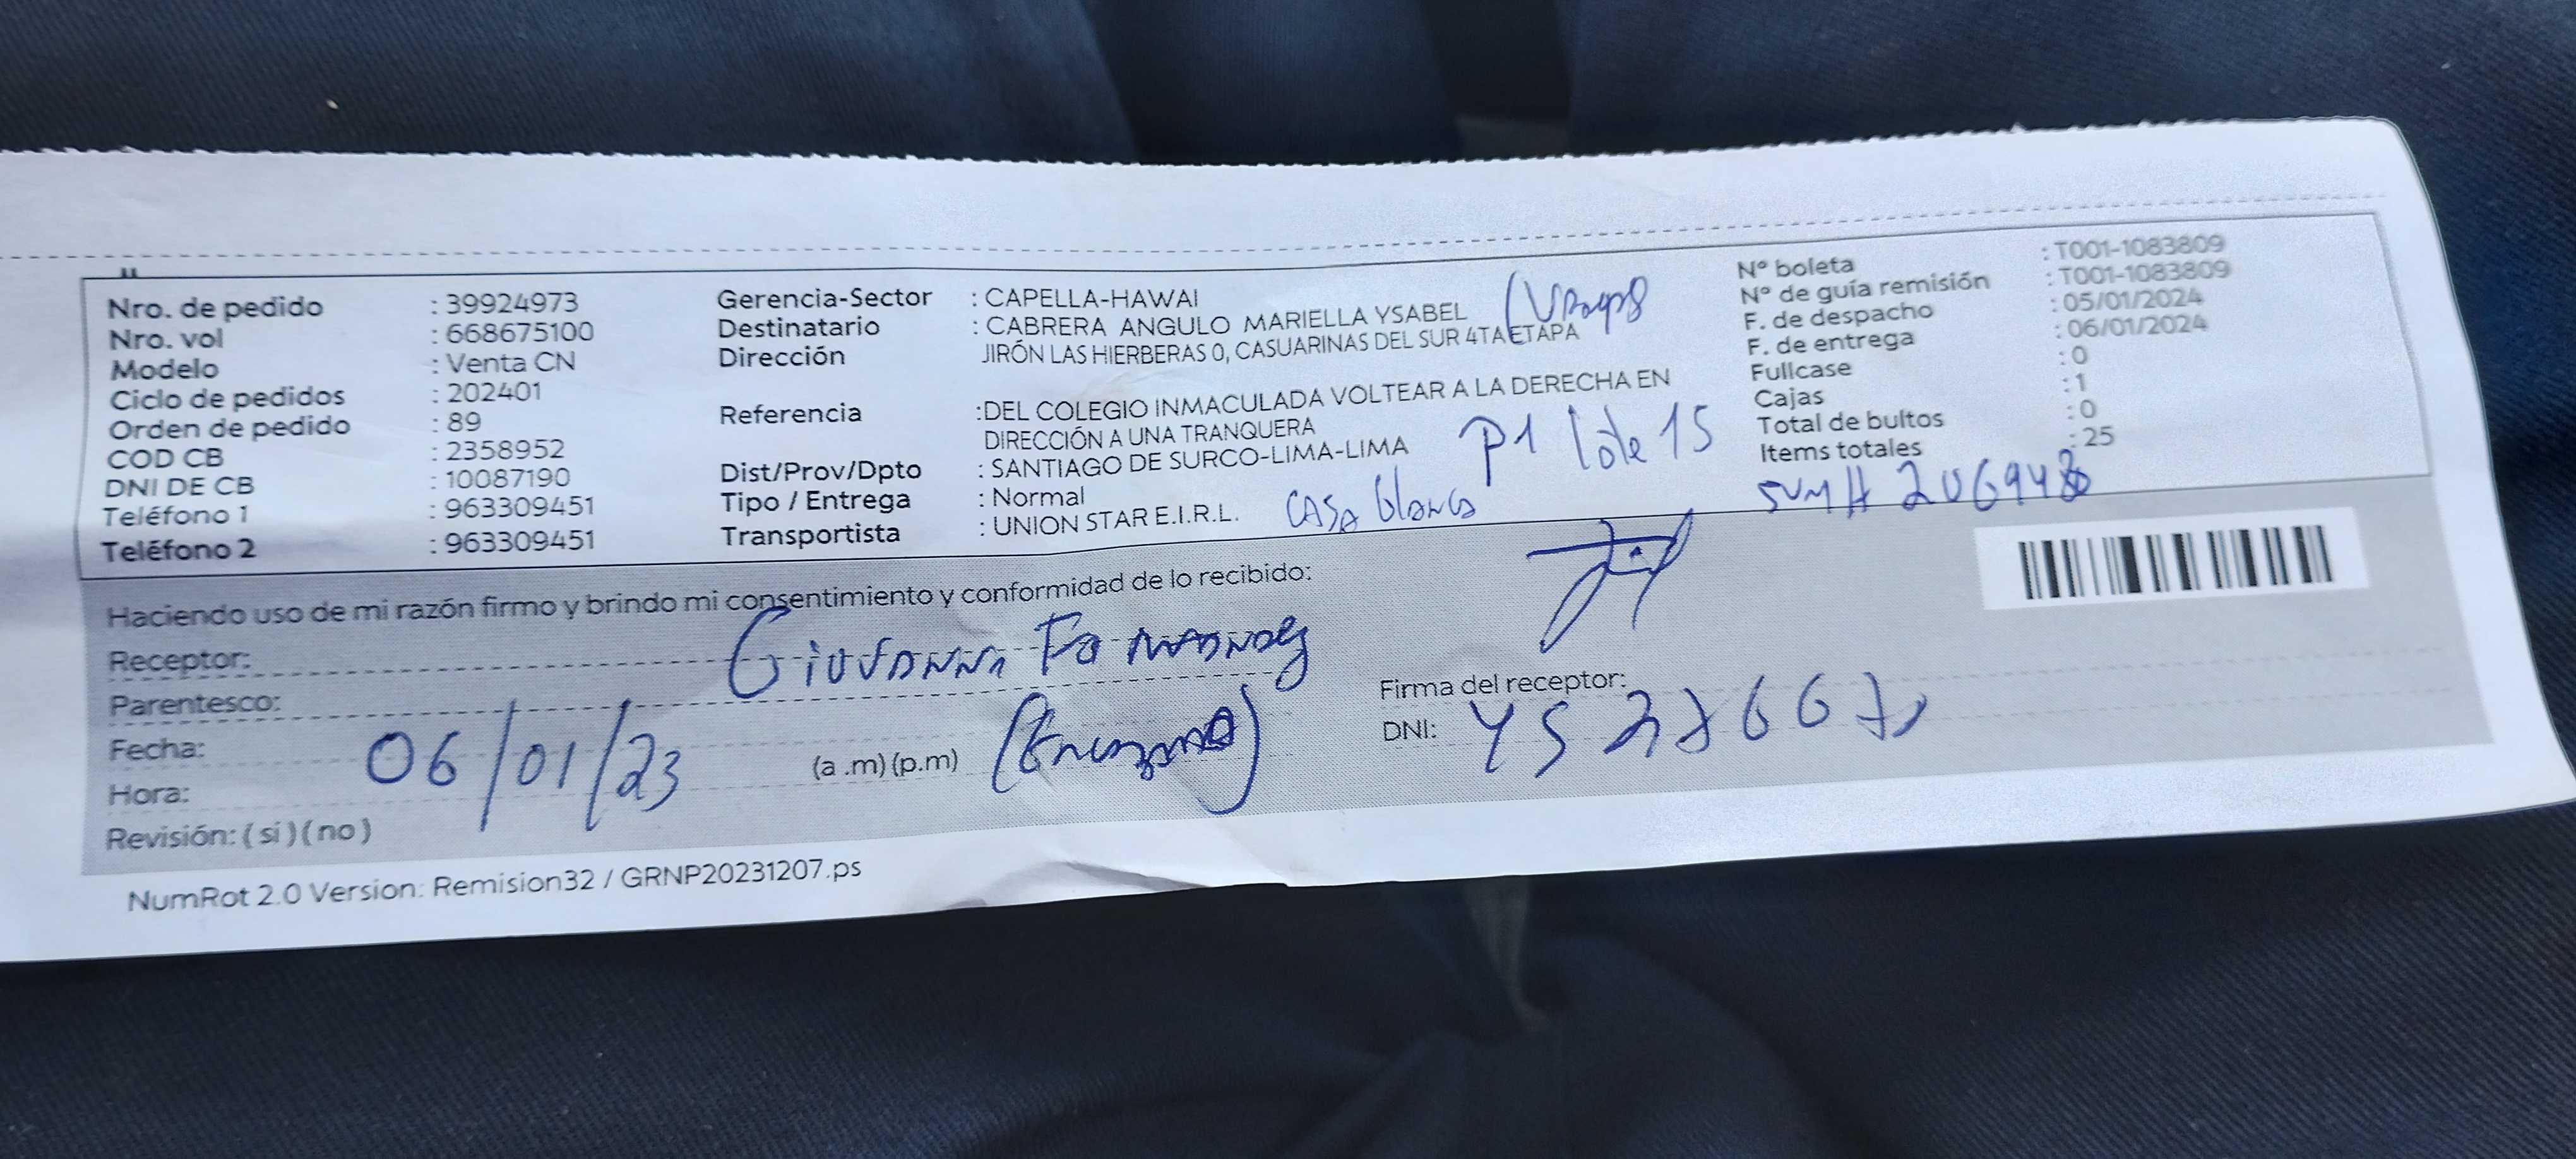 Nro. de pedido : 39924973
Nro. vol : 668675100
Modelo : Venta CN
Ciclo de pedidos : 202401
Orden de pedido : 89
COD CB : 2358952
DNI DE CB : 10087190
Teléfono 1 : 963309451
Teléfono 2 : 963309451
Gerencia-Sector : CAPELLA-HAWAI
Destinatario : CABRERA ANGULO MARIELLA YSABEL
Dirección JIRÓN LAS HIERBERAS 0, CASUARINAS DEL SUR 4TA ETAPA
Referencia :DEL COLEGIO INMACULADA VOLTEAR A LA DERECHA EN
DIRECCIÓN A UNA TRANQUERA
Dist/Prov/Dpto : SANTIAGO DE SURCO-LIMA-LIMA
P1 lote 15
Tipo / Entrega : Normal
Transportista : UNION STAR E.I.R.L.
CASA blanca
Nº boleta : T001-1083809
Nº de guía remisión : T001-1083809
F. de despacho : 05/01/2024
F. de entrega : 06/01/2024
Fullcase : 0
Cajas : 1
Total de bultos : 0
Items totales : 25
Haciendo uso de mi razón firmo y brindo mi consentimiento y conformidad de lo recibido:
Receptor: GIOVANNA
Parentesco:
Fecha: 06/01/23
Hora: (a .m) (p.m)
Revisión: ( si ) ( no )
Firma del receptor:
DNI:
NumRot 2.0 Version: Remision32 / GRNP20231207.ps